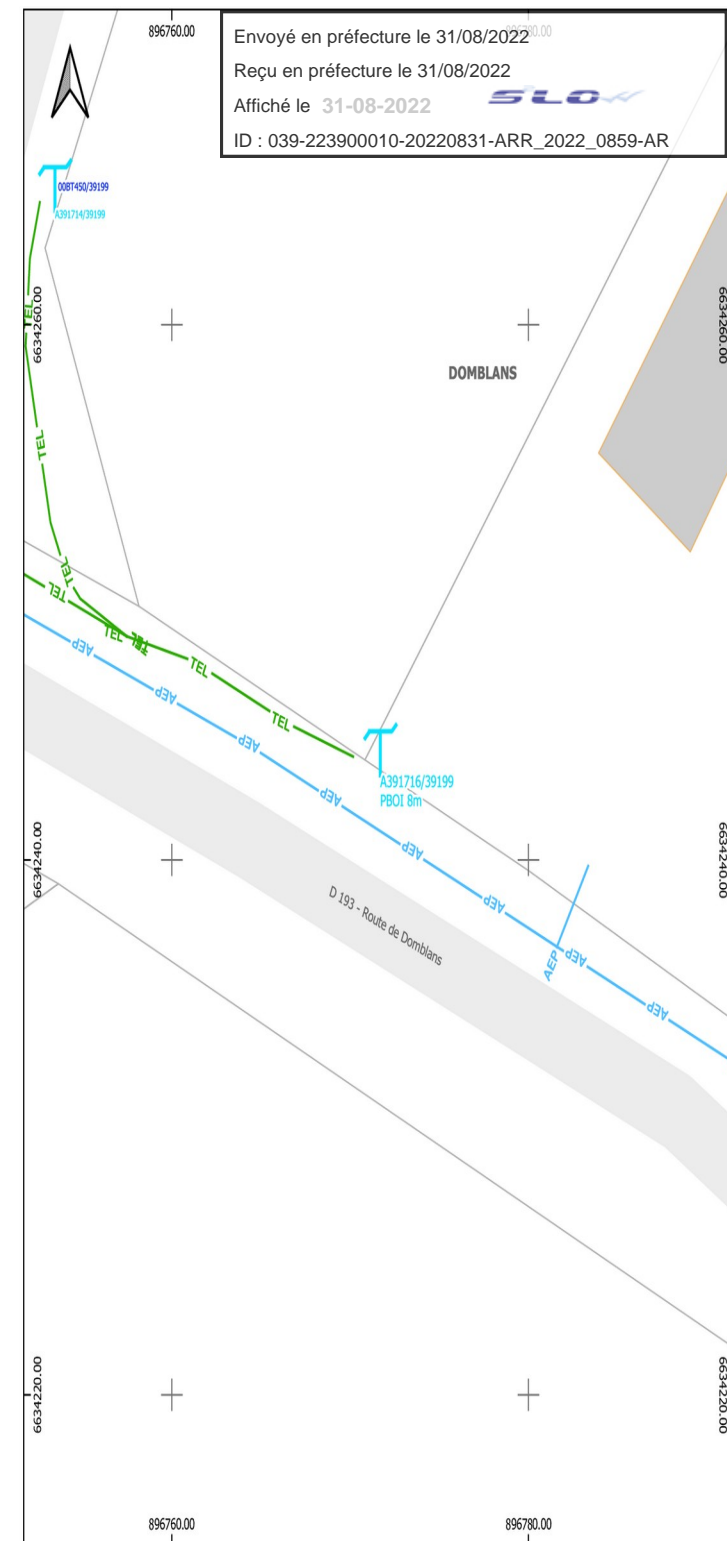 896760.00
Envoyé en préfecture le 31/08/2022
Reçu en préfecture le 31/08/2022
Affiché le 31-08-2022
SLOW
ID : 039-223900010-20220831-ARR_2022_0859-AR
00BT450/39199
A391714/39199
6634260.00
6634260.00
TEL
DOMBLANS
TEL
TEL
TEL
TEL
TEL
TEL
TEL
AEP
AEP
AEP
AEP
AEP
AEP
AEP
AEP
AEP
A391716/39199
PBOI 8m
6634240.00
6634240.00
D 193 - Route de Domblans
6634220.00
6634220.00
896760.00
896780.00